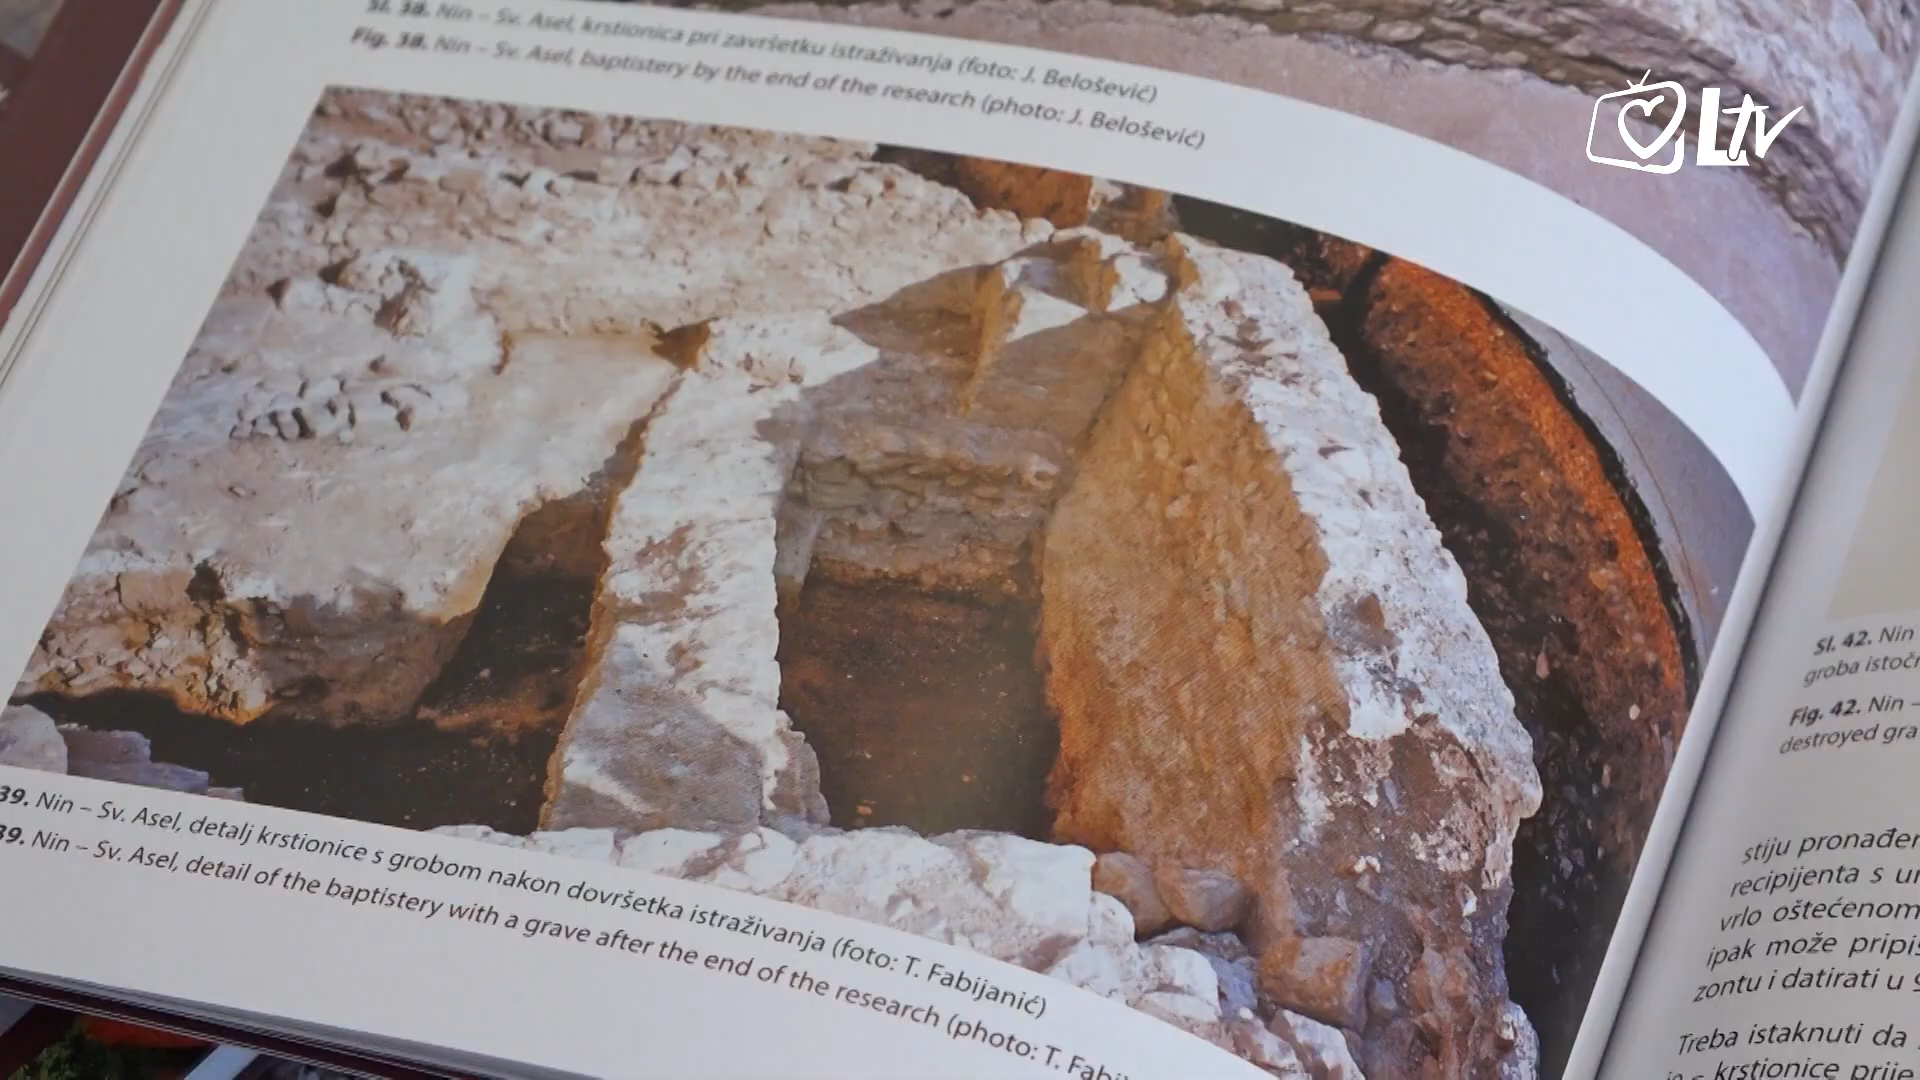 Sl. 38. Nin – Sv. Asel, krstionica pri završetku istraživanja (foto: J. Belošević)
Fig. 38. Nin – Sv. Asel, baptistery by the end of the research (photo: J. Belošević)
Ltv
39. Nin – Sv. Asel, detalj krstionice s grobom nakon dovršetka istraživanja (foto: T. Fabijanić)
39. Nin – Sv. Asel, detail of the baptistery with a grave after the end of the research (photo: T.
Sl. 42. Nin
groba
Fig. 42. Nin –
destroyed
stiju
recipijenta s
vrlo oštećenom
ipak može
zontu i datirati u
Treba istaknuti da
krstionice prije